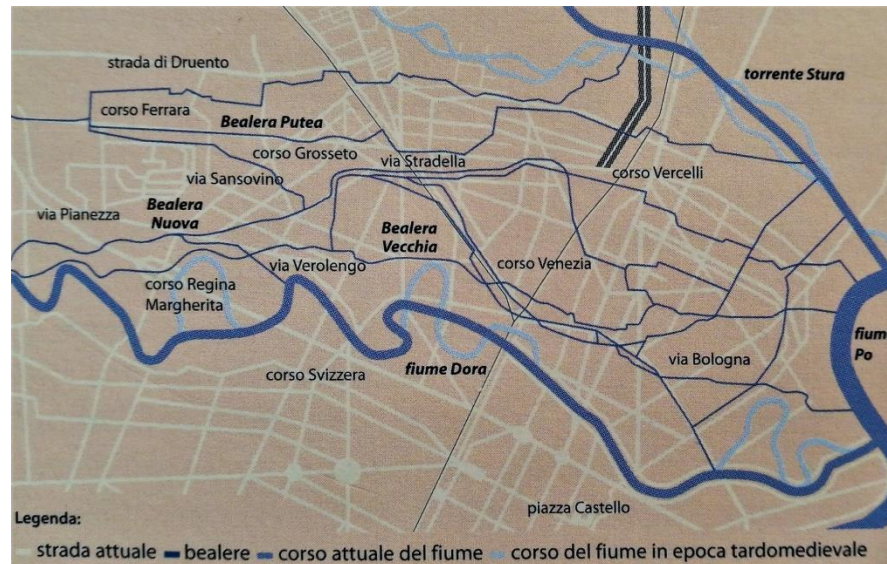 strada di Druento
torrente Stura
corso Ferrara
Bealera Putea
corso Grosseto
via Stradella
corso Vercelli
via Sansovino
via Pianezza
Bealera
Nuova
Bealera
Vecchia
corso Venezia
via Verolengo
corso Regina
Margherita
fiume
Po
via Bologna
corso Svizzera
fiume Dora
piazza Castello
Legenda:
strada attuale
bealere
corso attuale del fiume
corso del fiume in epoca tardomedievale